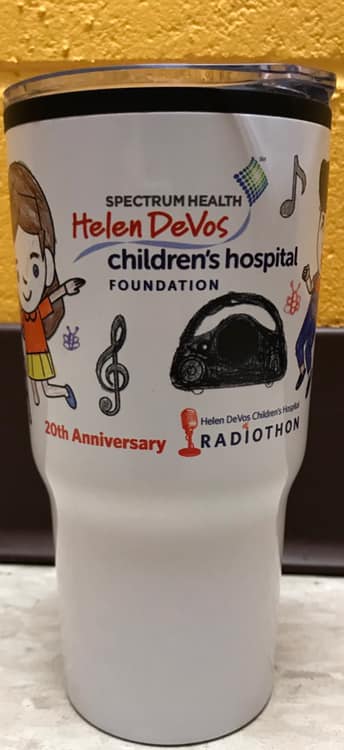 SPECTRUM HEALTH
Helen DeVos
children's hospital
FOUNDATION
20th Anniversary
Helen DeVos Children's Hospital
RADIOTHON